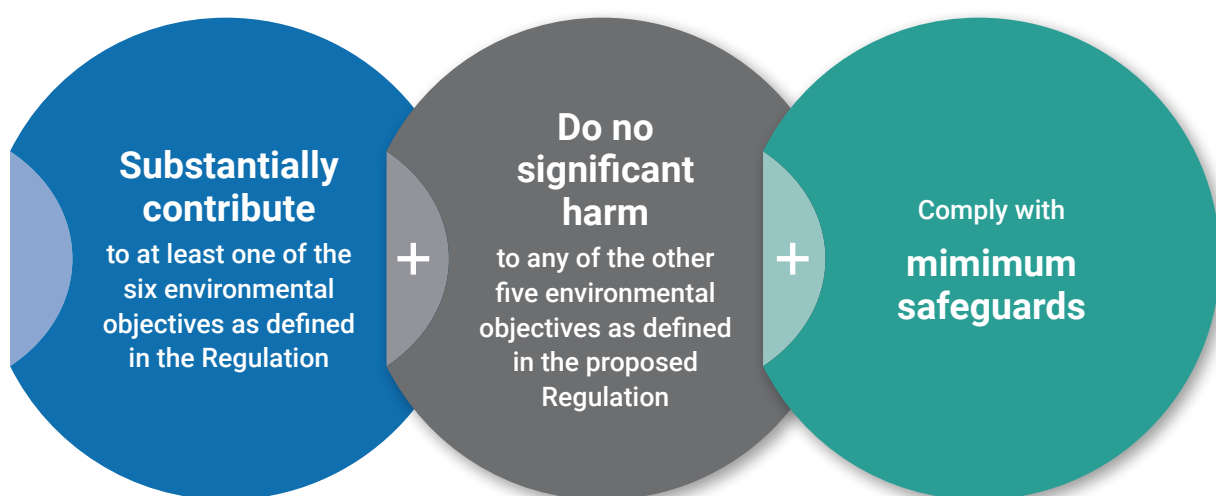 Substantially
contribute
to at least one of the
six environmental
objectives as defined
in the Regulation
+
Do no
significant
harm
to any of the other
five environmental
objectives as defined
in the proposed
Regulation
+
Comply with
mimimum
safeguards